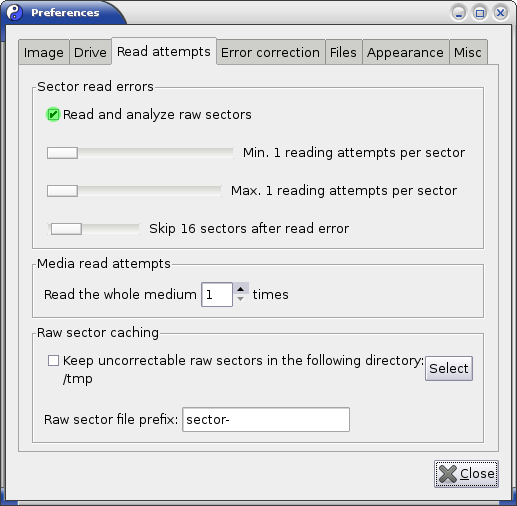 Preferences
Image Drive Read attempts Error correction Files Appearance Misc
Sector read errors
Read and analyze raw sectors
Min. 1 reading attempts per sector
Max. 1 reading attempts per sector
Skip 16 sectors after read error
Media read attempts
Read the whole medium 1 times
Raw sector caching
Keep uncorrectable raw sectors in the following directory:
/tmp
Select
Raw sector file prefix: sector-
Close